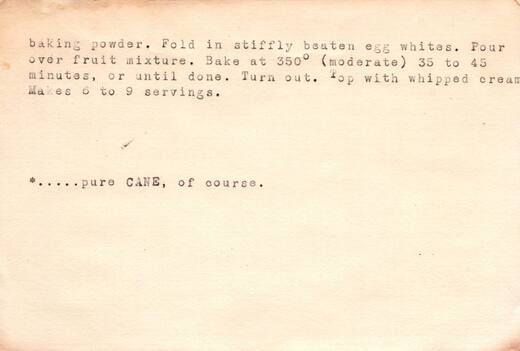 baking powder. Fold in stiffly beaten egg whites. Pour
over fruit mixture. Bake at 350° (moderate) 35 to 45
minutes, or until done. Turn out. Top with whipped cream
Makes 6 to 9 servings.
*.....pure CANE, of course.